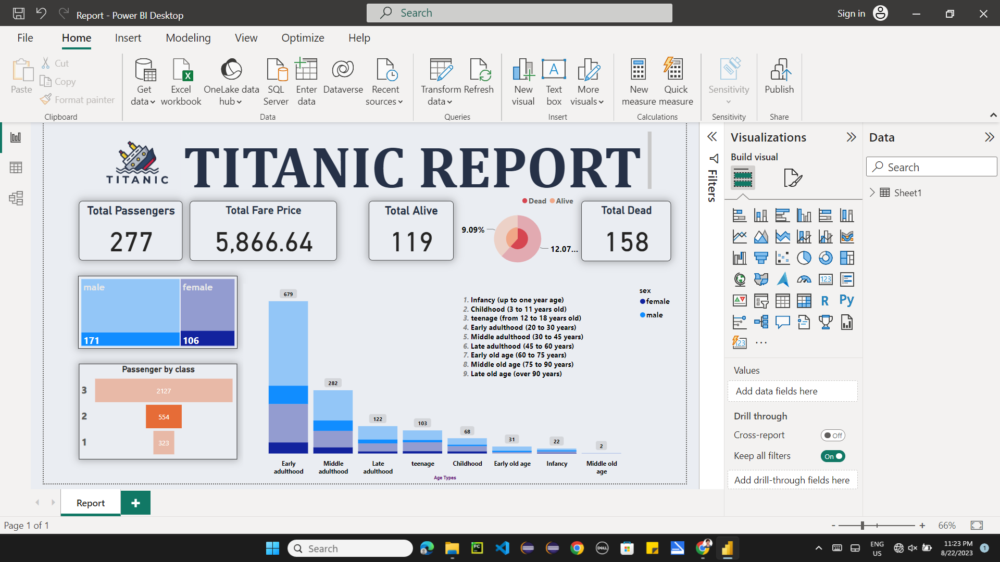 Report - Power BI Desktop
Search
Sign in
File
Home
Insert
Modeling
View
Optimize
Help
Paste
Cut
Copy
Format painter
Clipboard
Get data
Excel workbook
OneLake data hub
SQL Server
Enter data
Dataverse
Recent sources
Data
Transform data
Refresh
Queries
New visual
Text box
More visuals
Insert
New measure
Quick measure
Calculations
Sensitivity
Sensitivity
Publish
Share
TITANIC
TITANIC REPORT
Total Passengers
277
Total Fare Price
5,866.64
Total Alive
119
Dead
Alive
9.09%
12.07...
Total Dead
158
male
female
171
106
Passenger by class
3
2127
2
554
1
323
679
282
122
103
68
31
22
2
Early adulthood
Middle adulthood
Late adulthood
teenage
Childhood
Early old age
Infancy
Middle old age
Age Types
1. Infancy (up to one year age)
2. Childhood (3 to 11 years old)
3. teenage (from 12 to 18 years old)
4. Early adulthood (20 to 30 years)
5. Middle adulthood (30 to 45 years)
6. Late adulthood (45 to 60 years)
7. Early old age (60 to 75 years)
8. Middle old age (75 to 90 years)
9. Late old age (over 90 years)
sex
female
male
Filters
Visualizations
Build visual
123
R
Py
123
...
Values
Add data fields here
Drill through
Cross-report
Off
Keep all filters
On
Add drill-through fields here
Data
Search
Sheet1
Report
Page 1 of 1
- + 66%
Search
PC
DELL
ENG
US
11:23 PM
8/22/2023
1